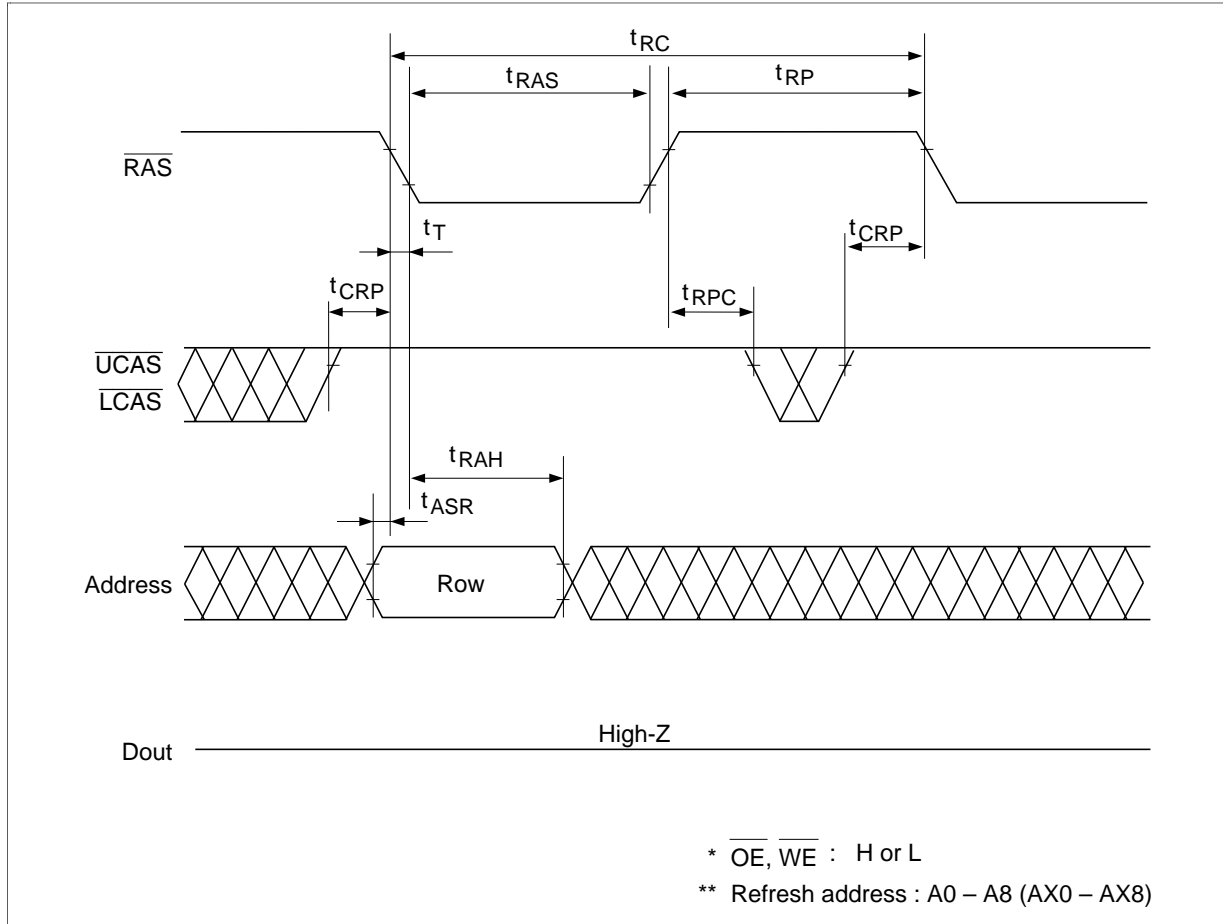 tRC
tRAS
tRP
RAS
tT
tCRP
tCRP
tRPC
UCAS
LCAS
tRAH
tASR
Address
Row
High-Z
Dout
* OE, WE : H or L
** Refresh address : A0 – A8 (AX0 – AX8)